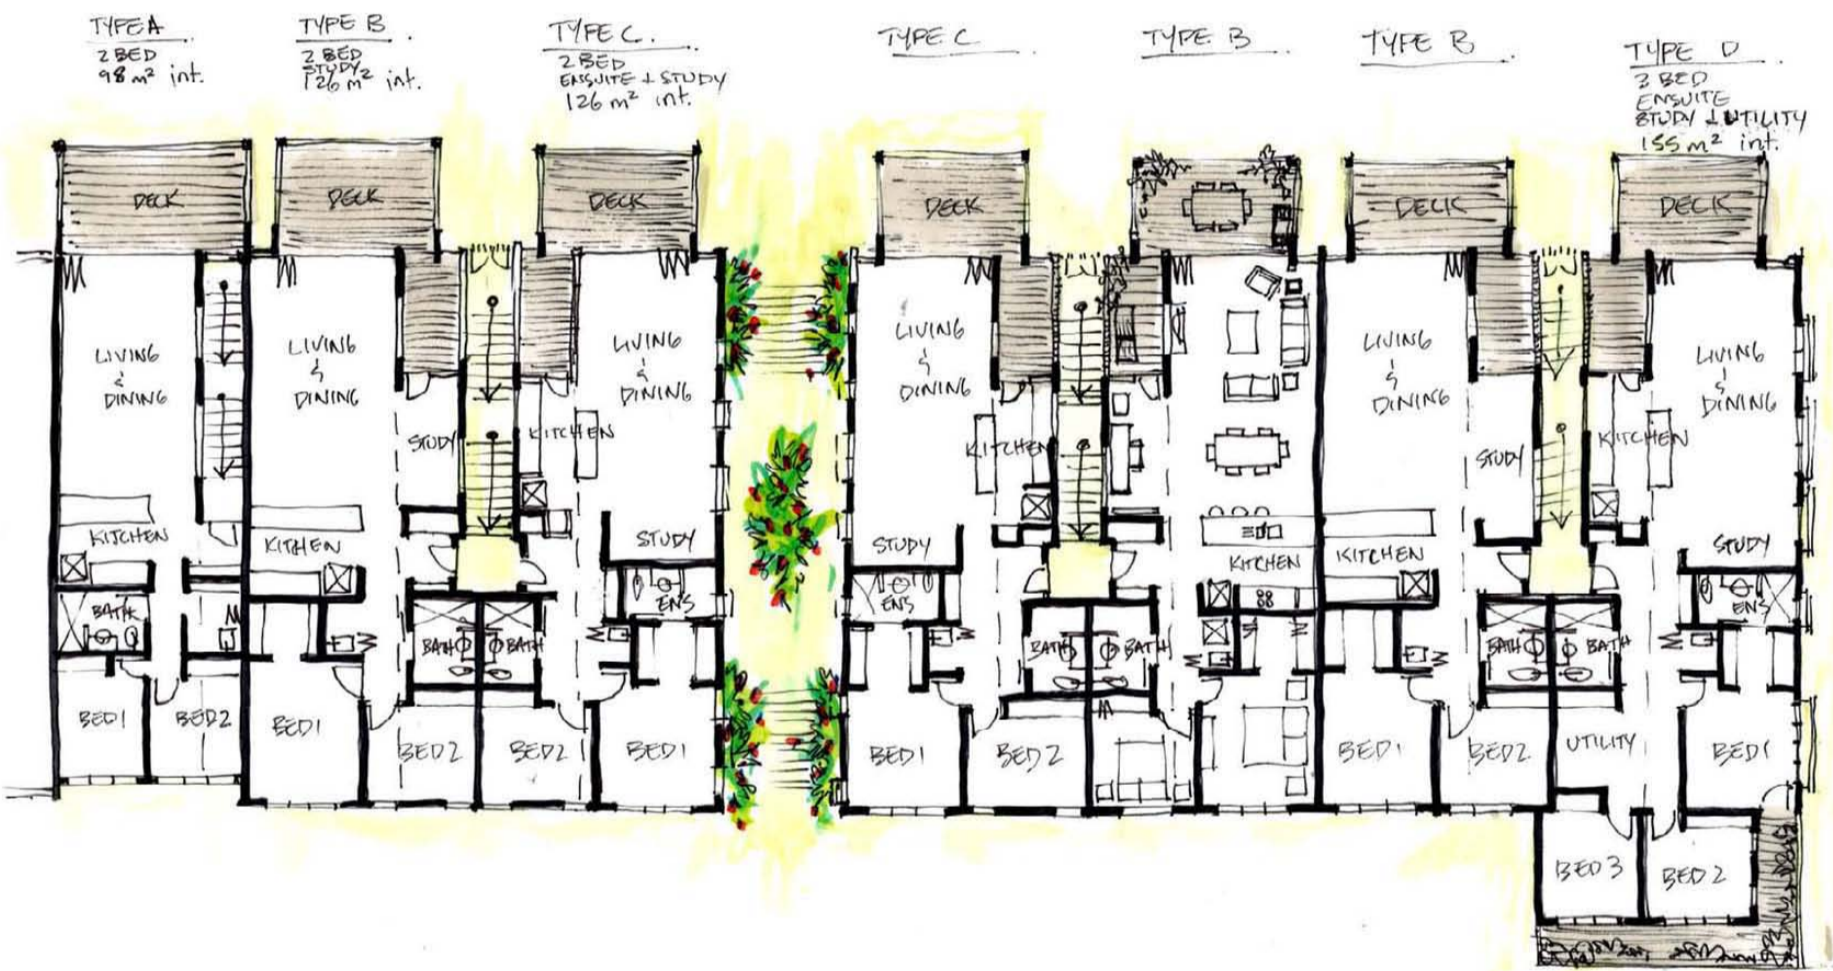 TYPE A
2 BED
98 m² int.
TYPE B
2 BED
STUDY
126 m² int.
TYPE C.
2 BED
ENSUITE & STUDY
126 m² int.
TYPE C
TYPE B
TYPE B
TYPE D
3 BED
ENSUITE
STUDY & UTILITY
155 m² int.
DECK
DECK
DECK
DECK
DECK
DECK
LIVING
&
DINING
LIVING
&
DINING
LIVING
&
DINING
LIVING
&
DINING
LIVING
&
DINING
LIVING
&
DINING
STUDY
KITCHEN
KITCHEN
STUDY
KITCHEN
KITCHEN
KITHEN
STUDY
STUDY
KITCHEN
KITCHEN
STUDY
BATH
ENS
ENS
ENS
BATH
BATH
BATH
BATH
BATH
BATH
BED 1
BED 2
BED 1
BED 2
BED 2
BED 1
BED 1
BED 2
BED 1
BED 2
UTILITY
BED 1
BED 3
BED 2